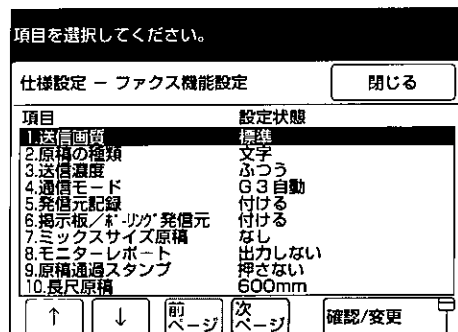 項目を選択してください。
仕様設定 − ファクス機能設定 閉じる
項目 設定状態
1.送信画質 標準
2.原稿の種類 文字
3.送信濃度 ふつう
4.通信モード G3自動
5.発信元記録 付ける
6.掲示板/ポーリング発信元 付ける
7.ミックスサイズ原稿 なし
8.モニターレポート 出力しない
9.原稿通過スタンプ 押さない
10.長尺原稿 600mm
↑ ↓ 前ページ 次ページ 確認/変更